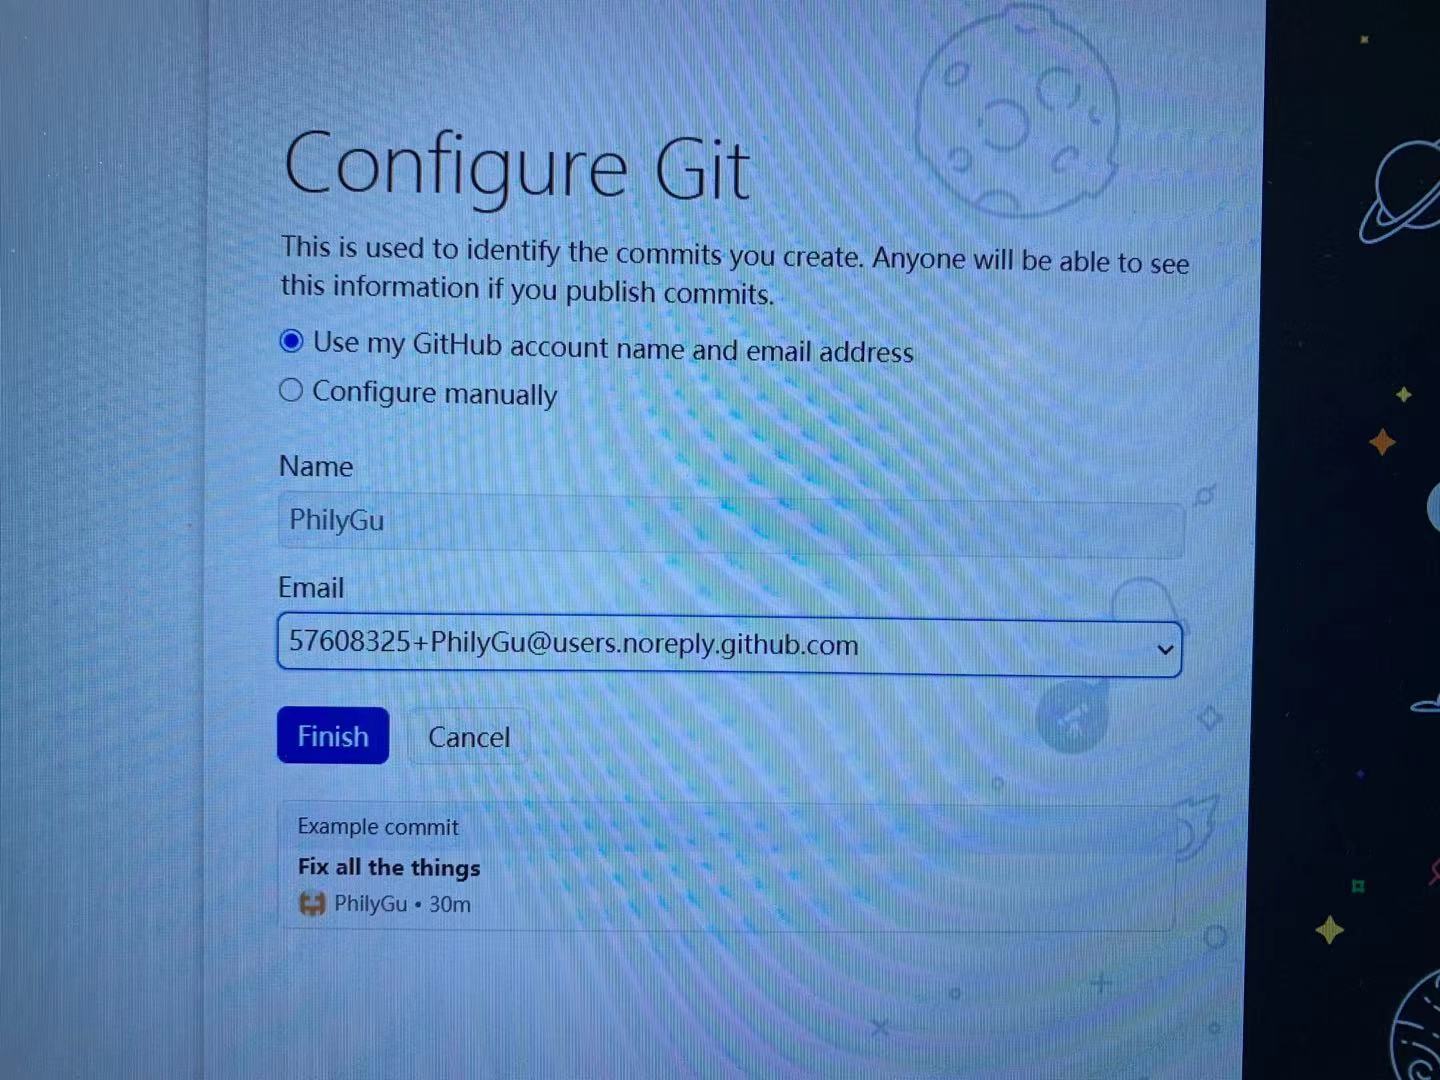 Configure Git
This is used to identify the commits you create. Anyone will be able to see
this information if you publish commits.
Use my GitHub account name and email address
Configure manually
Name
PhilyGu
Email
57608325+PhilyGu@users.noreply.github.com
Finish
Cancel
Example commit
Fix all the things
PhilyGu • 30m